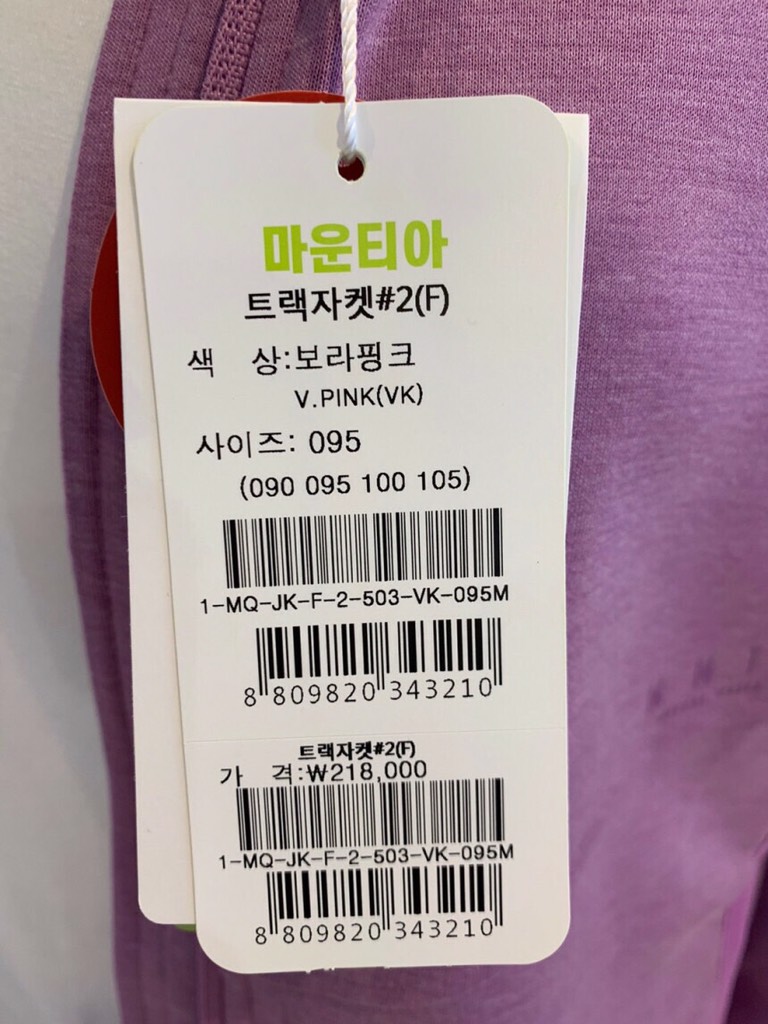 마운티아
트랙자켓#2(F)
색 상:보라핑크
V.PINK(VK)
사이즈: 095
(090 095 100 105)
1-MQ-JK-F-2-503-VK-095M
8 809820 343210
트랙자켓#2(F)
가 격:₩218,000
1-MQ-JK-F-2-503-VK-095M
8 809820 343210